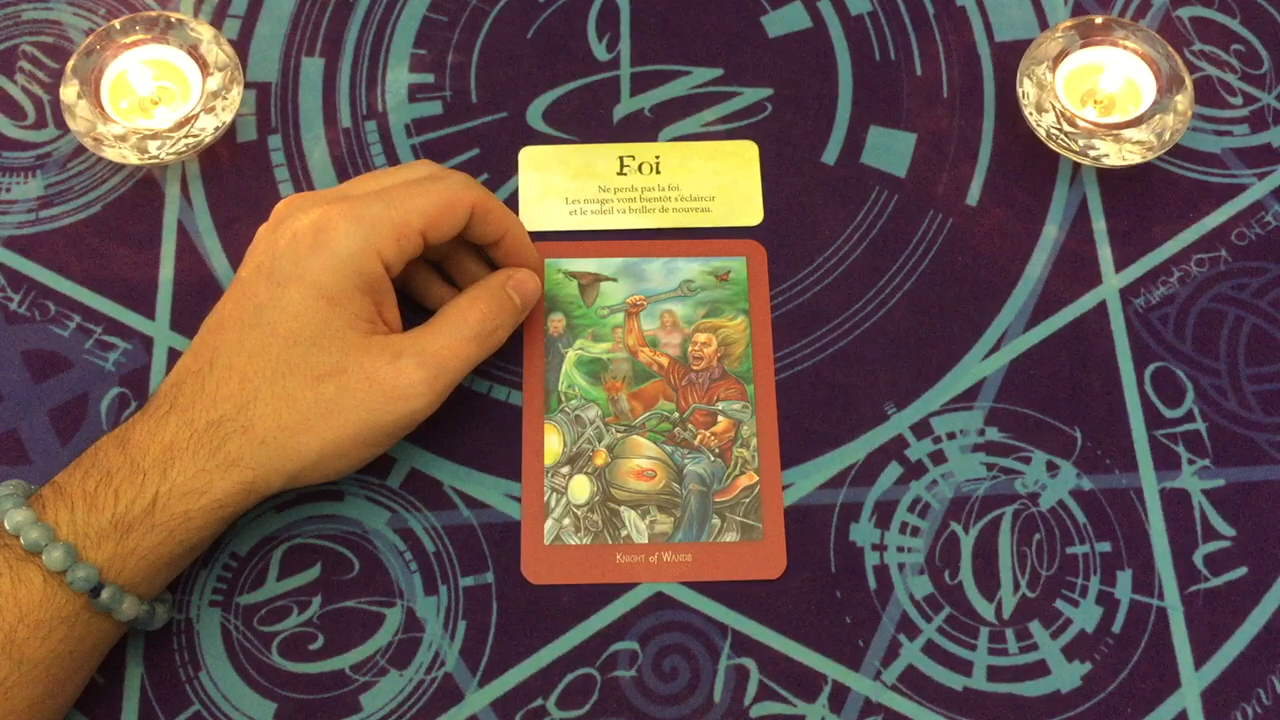 Foi
Ne perds pas la foi.
Les nuages vont bientôt s'éclaircir
et le soleil va briller de nouveau.
Knight of Wands
OTAKU